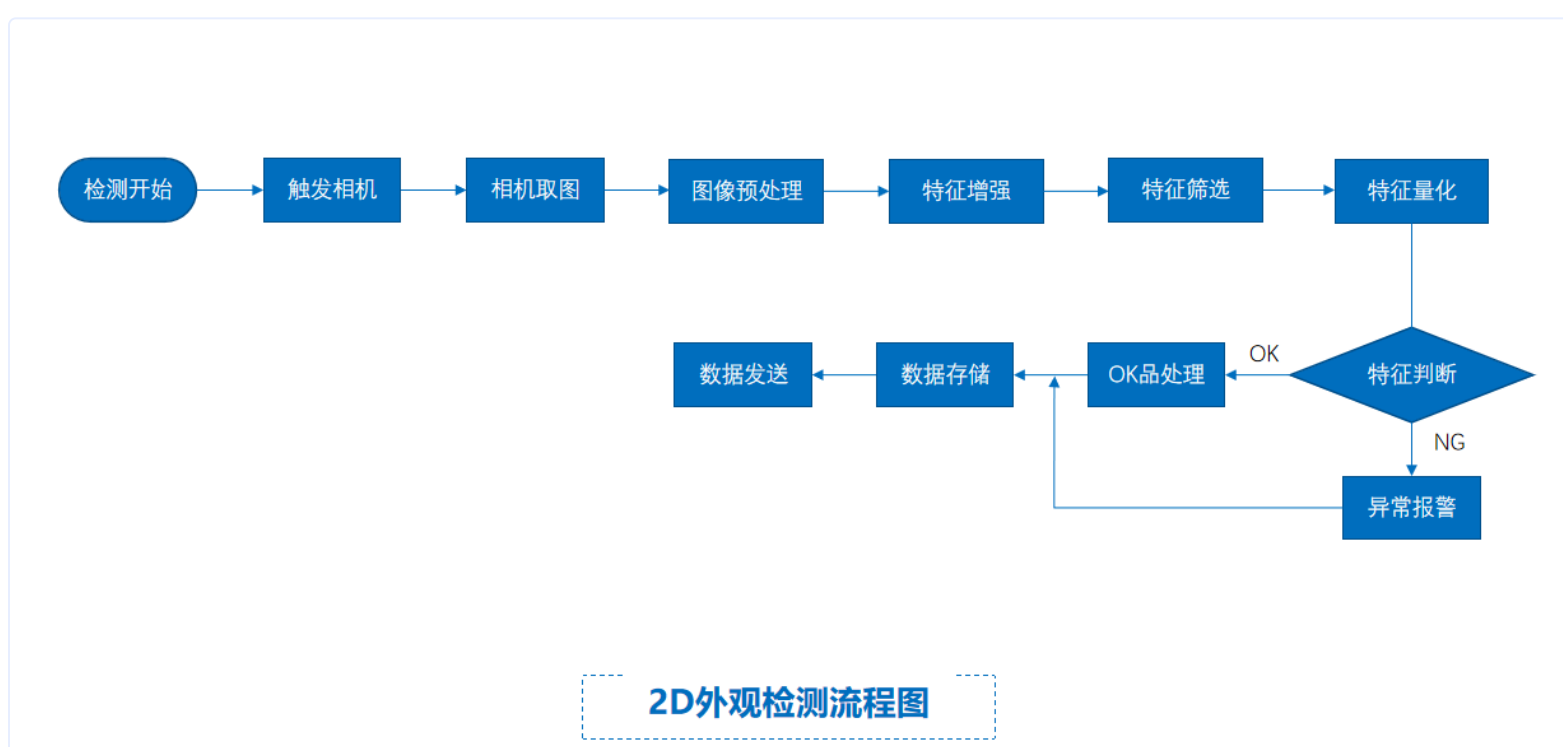 检测开始
触发相机
相机取图
图像预处理
特征增强
特征筛选
特征量化
特征判断
OK
OK品处理
数据存储
数据发送
NG
异常报警
2D外观检测流程图